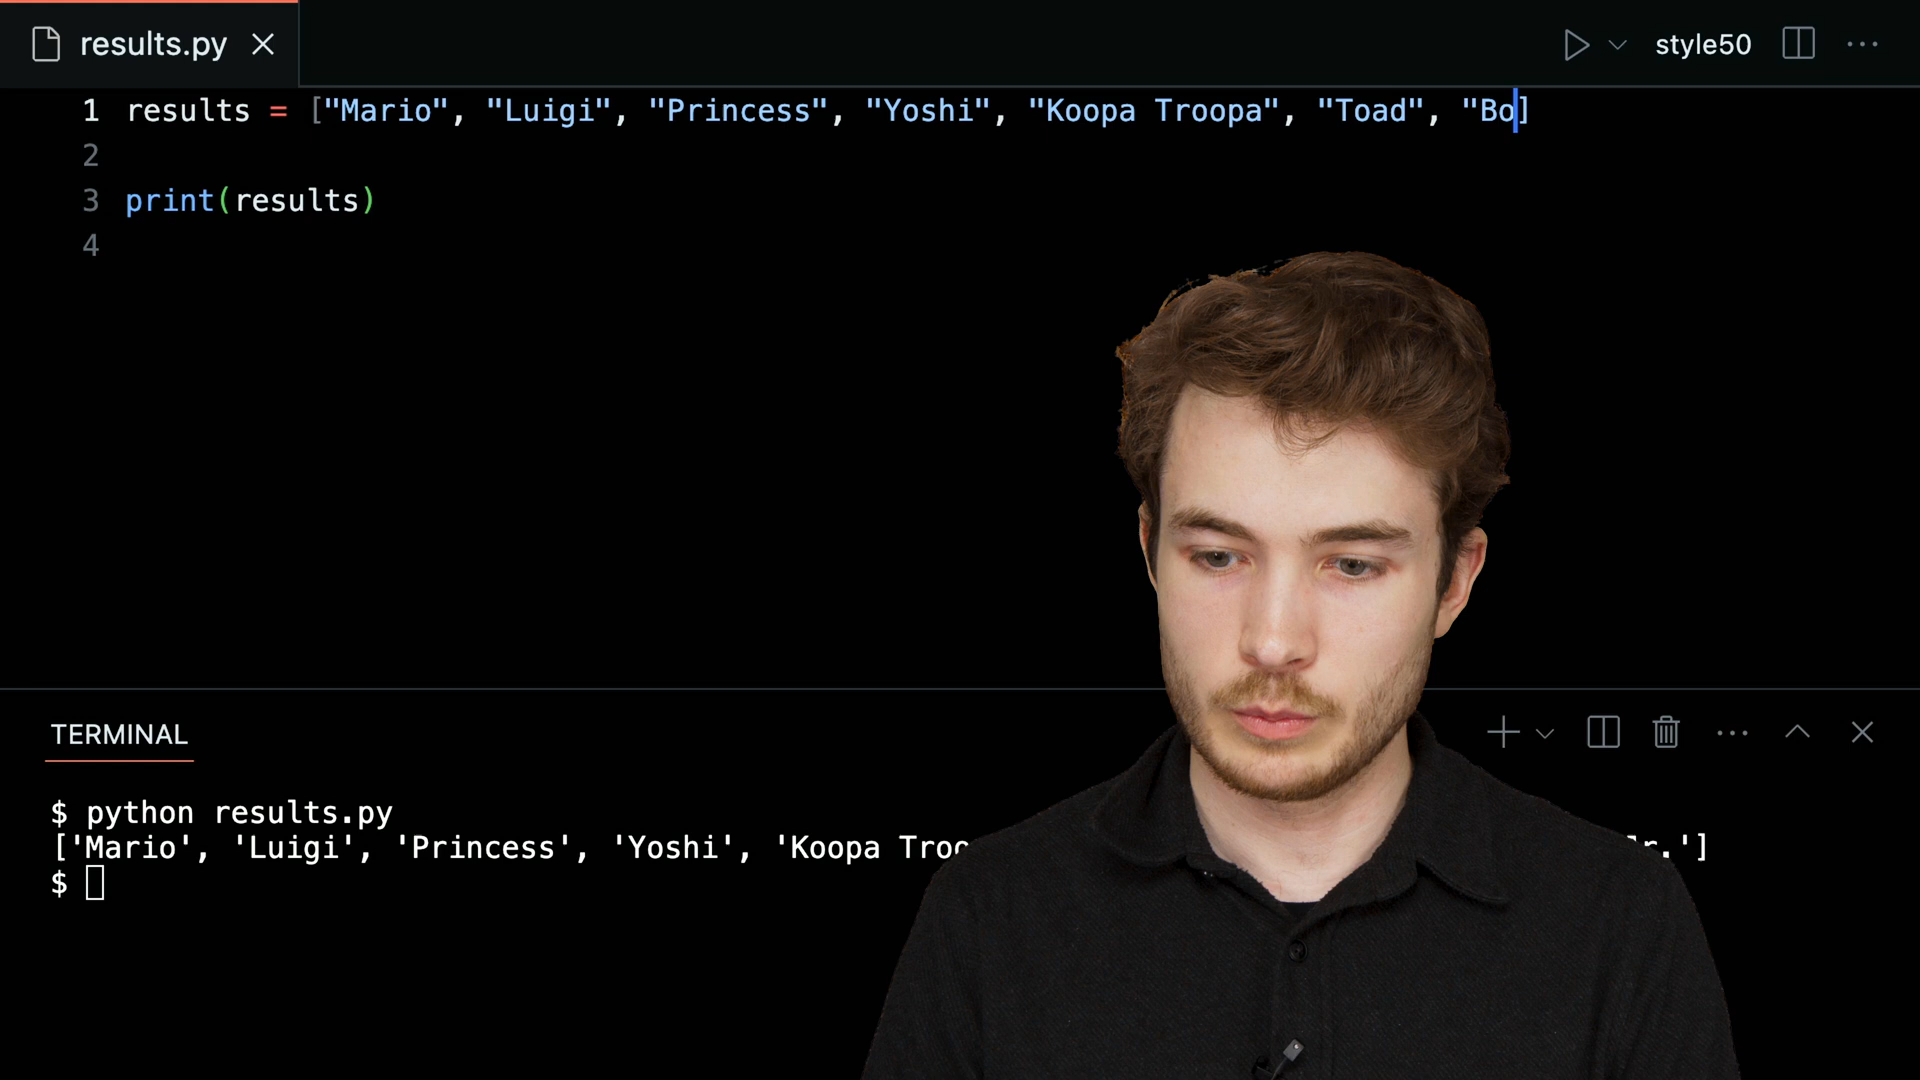 results.py
style50
1 results = ["Mario", "Luigi", "Princess", "Yoshi", "Koopa Troopa", "Toad", "Bo]
2
3 print(results)
4
TERMINAL
$ python results.py
['Mario', 'Luigi', 'Princess', 'Yoshi', 'Koopa r.']
$